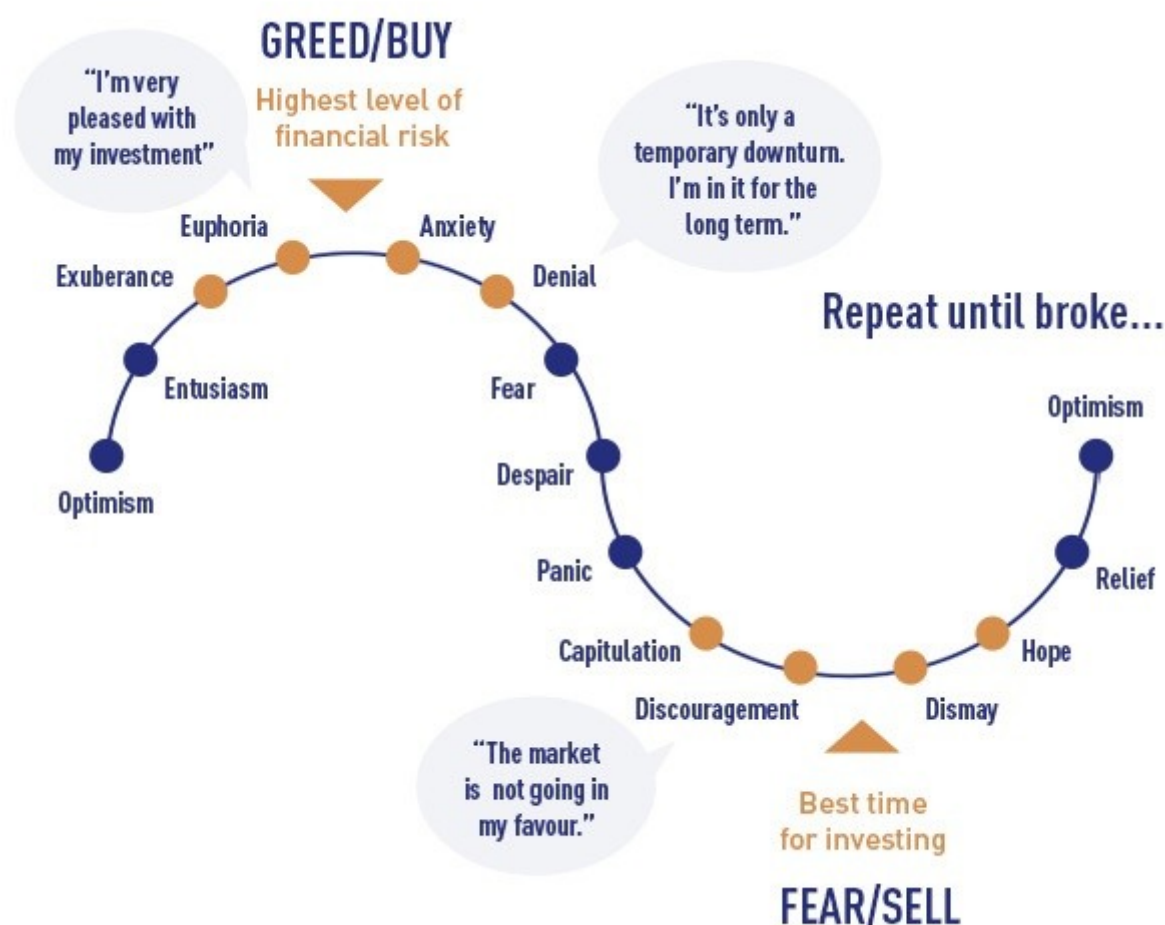 GREED/BUY
Highest level of
financial risk
“I’m very
pleased with
my investment”
“It’s only a
temporary downturn.
I’m in it for the
long term.”
Euphoria
Anxiety
Exuberance
Denial
Repeat until broke...
Entusiasm
Fear
Optimism
Optimism
Despair
Panic
Relief
Capitulation
Hope
Discouragement
Dismay
“The market
is not going in
my favour.”
Best time
for investing
FEAR/SELL